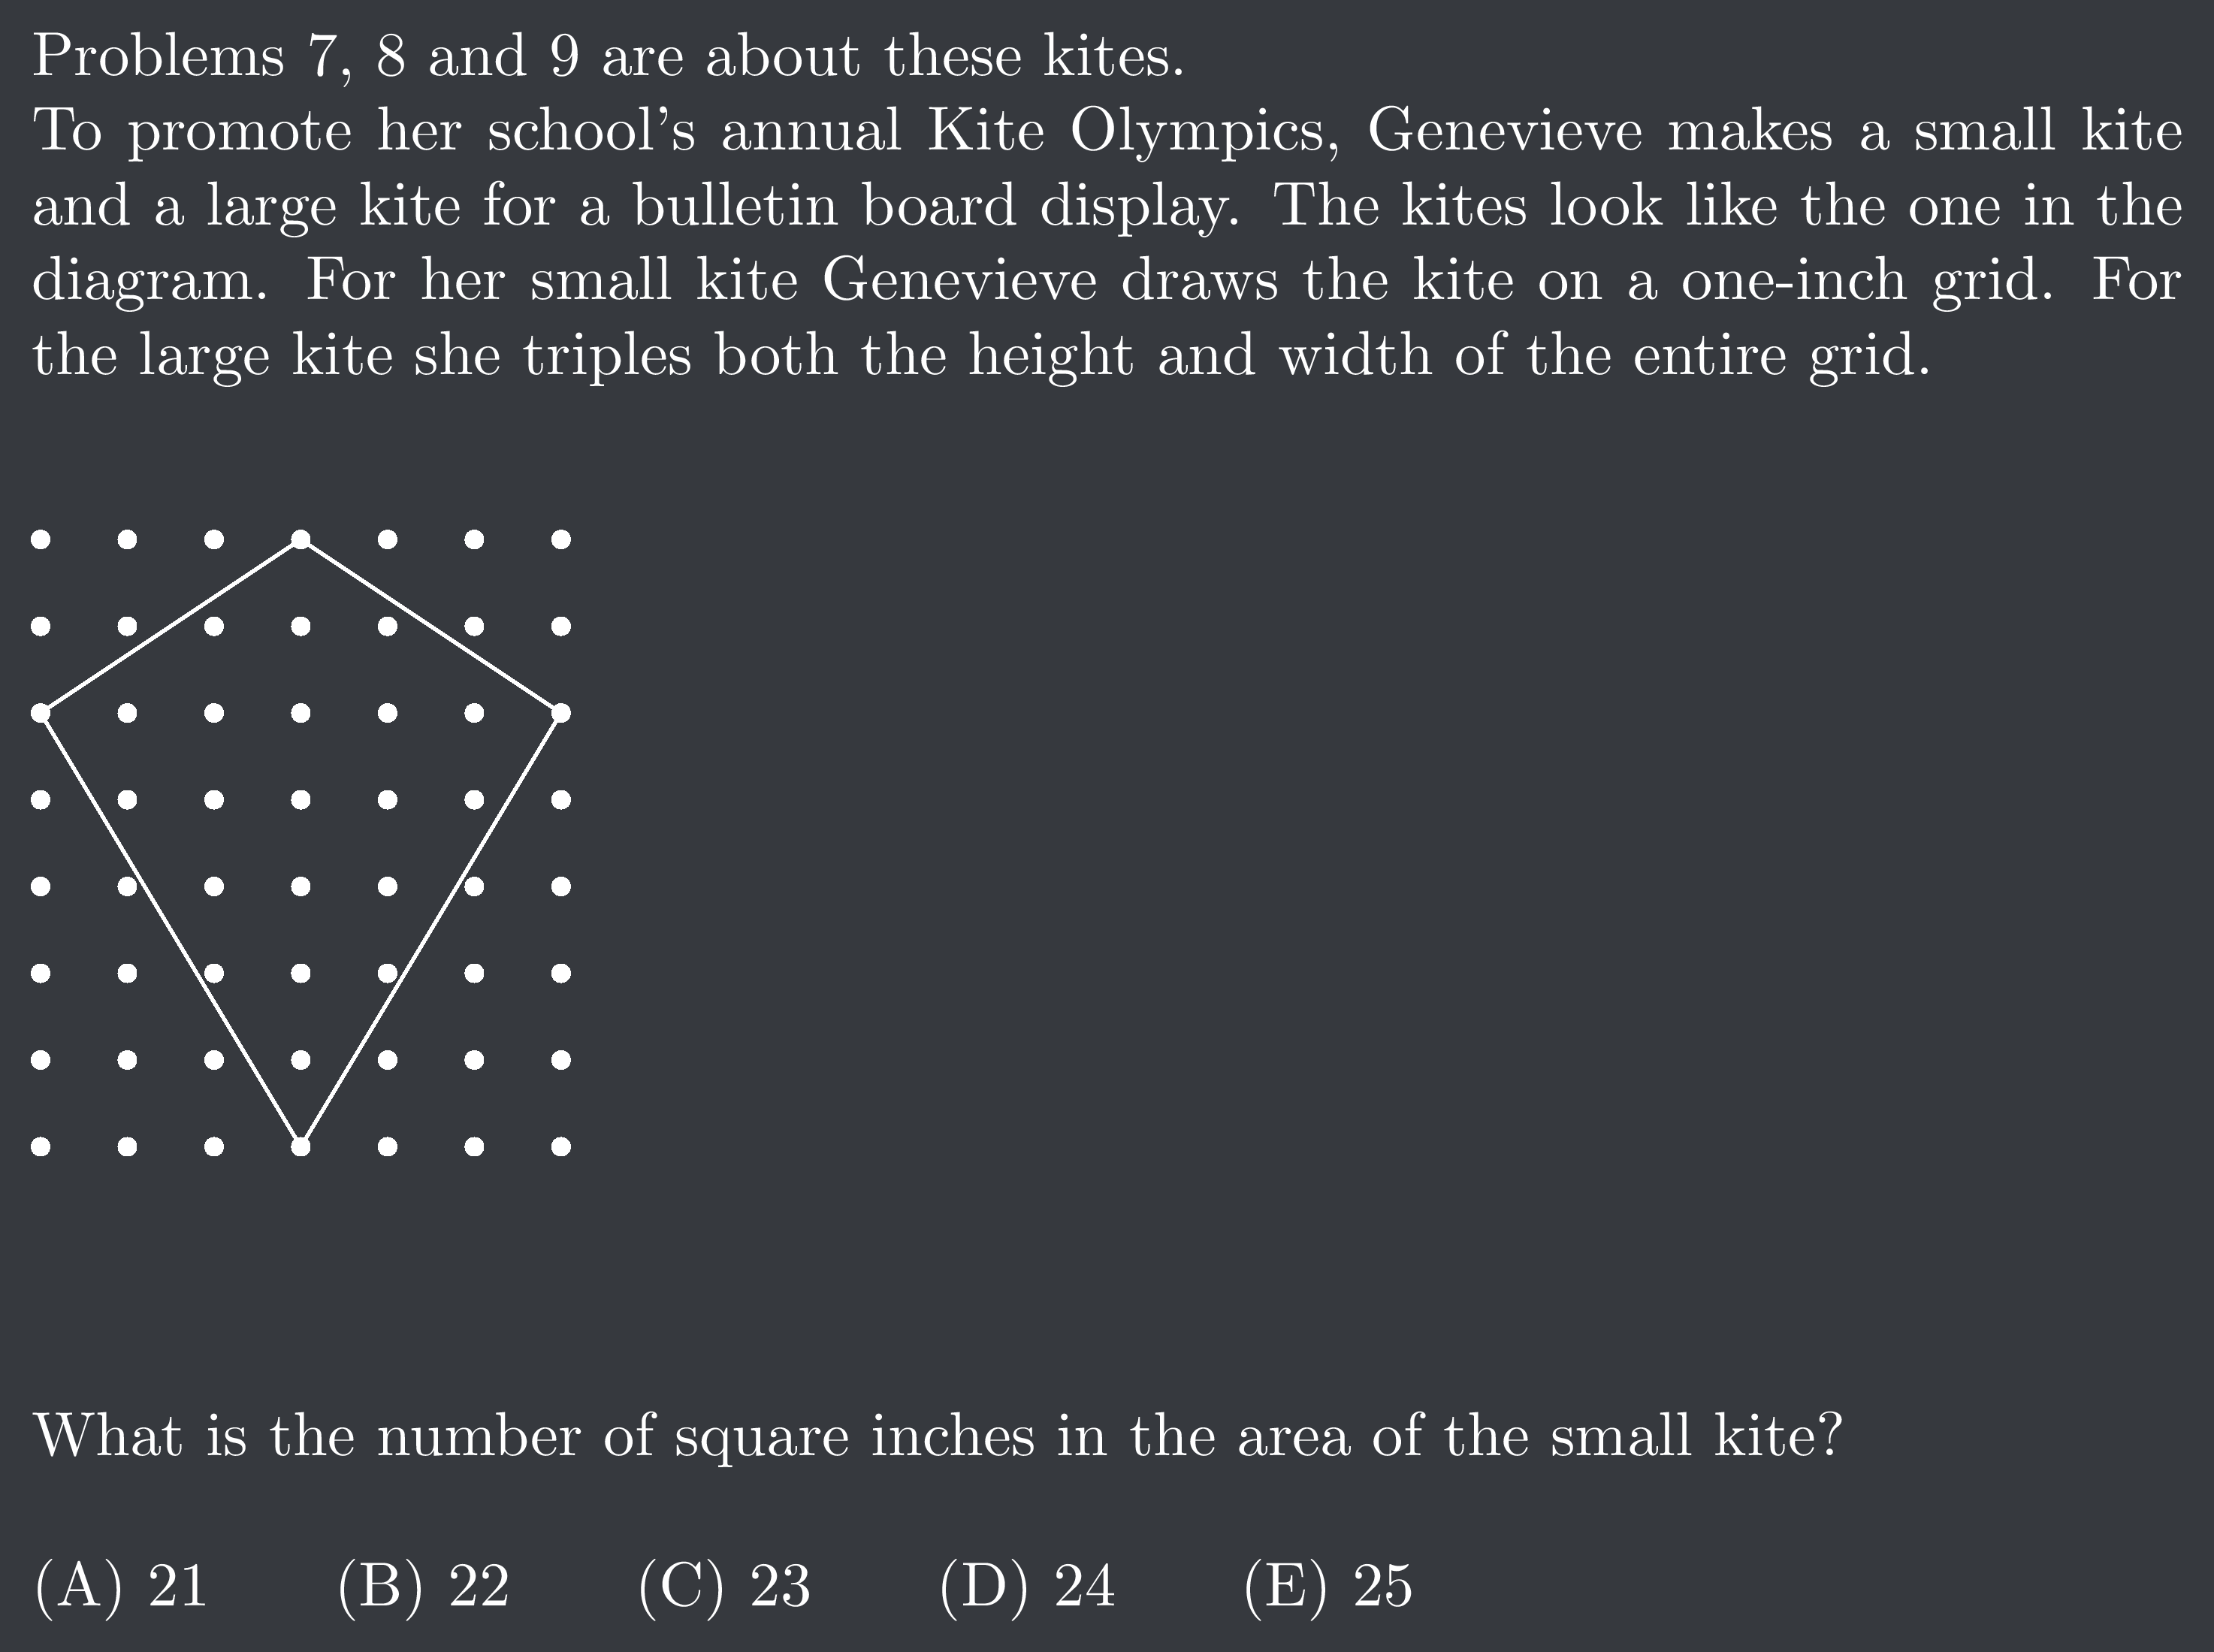 Problems 7, 8 and 9 are about these kites.
To promote her school's annual Kite Olympics, Genevieve makes a small kite
and a large kite for a bulletin board display. The kites look like the one in the
diagram. For her small kite Genevieve draws the kite on a one-inch grid. For
the large kite she triples both the height and width of the entire grid.
What is the number of square inches in the area of the small kite?
(A) 21 (B) 22 (C) 23 (D) 24 (E) 25